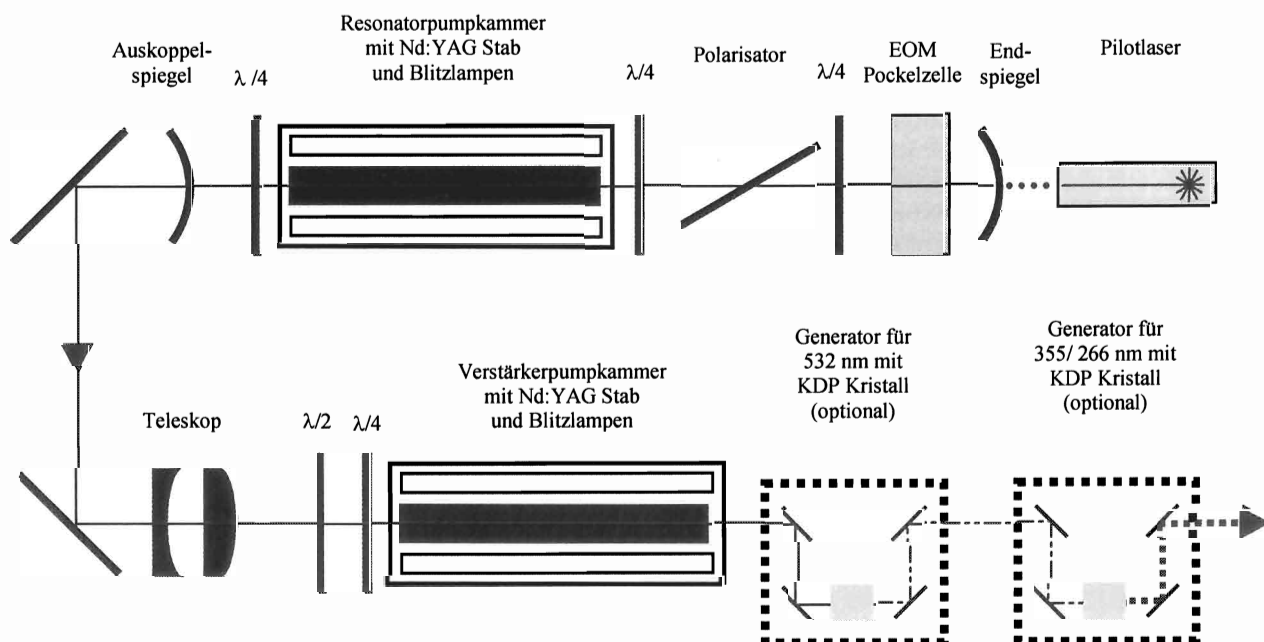 Auskoppel-
spiegel
λ /4
Resonatorpumpkammer
mit Nd:YAG Stab
und Blitzlampen
λ/4
Polarisator
λ/4
EOM
Pockelzelle
End-
spiegel
Pilotlaser
Teleskop
λ/2
λ/4
Verstärkerpumpkammer
mit Nd:YAG Stab
und Blitzlampen
Generator für
532 nm mit
KDP Kristall
(optional)
Generator für
355/ 266 nm mit
KDP Kristall
(optional)